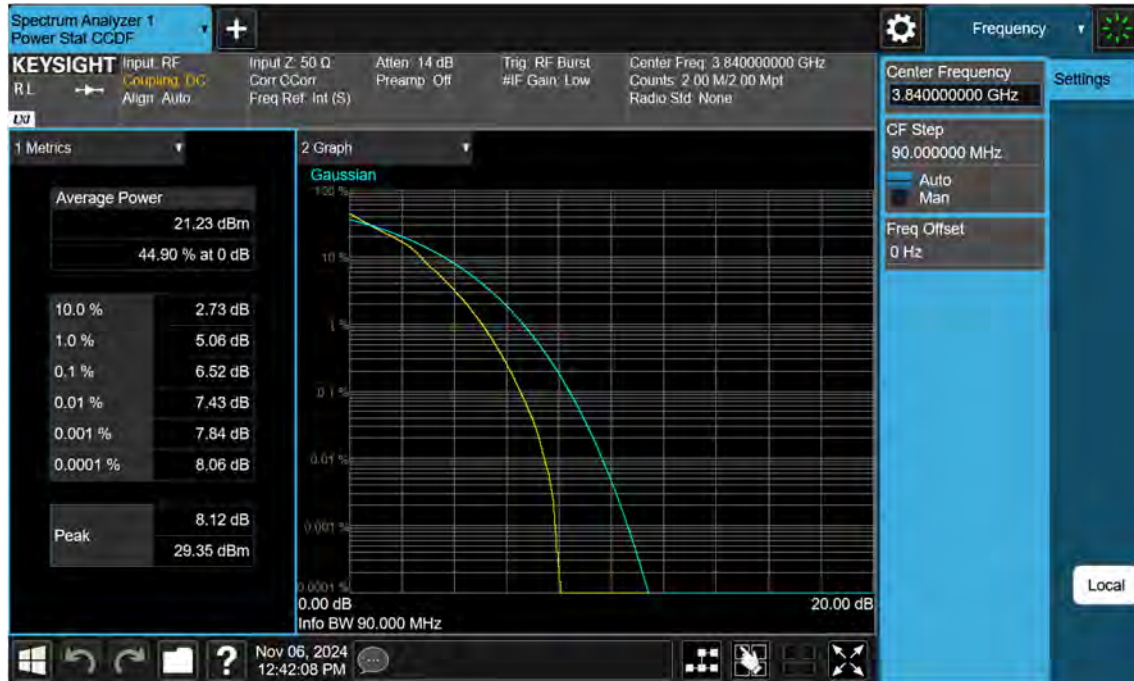 Spectrum Analyzer 1
Power Stat CCDF
+
Frequency
KEYSIGHT
RL
LXI
Input: RF
Coupling: DC
Align: Auto
Input Z: 50 Ω
Corr CCorr
Freq Ref: Int (S)
Atten: 14 dB
Preamp: Off
Trig: RF Burst
#IF Gain: Low
Center Freq: 3.840000000 GHz
Counts: 2.00 M/2.00 Mpt
Radio Std: None
Center Frequency
3.840000000 GHz
Settings
CF Step
90.000000 MHz
Auto
Man
Freq Offset
0 Hz
Local
1 Metrics
Average Power
21.23 dBm
44.90 % at 0 dB
10.0 % 2.73 dB
1.0 % 5.06 dB
0.1 % 6.52 dB
0.01 % 7.43 dB
0.001 % 7.84 dB
0.0001 % 8.06 dB
Peak
8.12 dB
29.35 dBm
2 Graph
Gaussian
100 %
10 %
1 %
0.1 %
0.01 %
0.001 %
0.0001 %
0.00 dB
20.00 dB
Info BW 90.000 MHz
?
Nov 06, 2024
12:42:08 PM